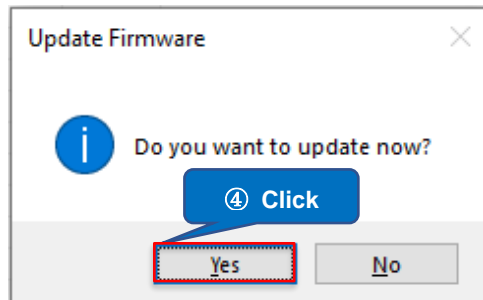 Update Firmware
Do you want to update now?
④ Click
Yes No